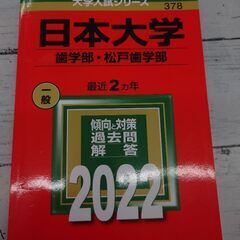 大学入試シリーズ
378
日本大学
歯学部・松戸歯学部
最近2カ年
一般
傾向と対策
過去問
解答
2022